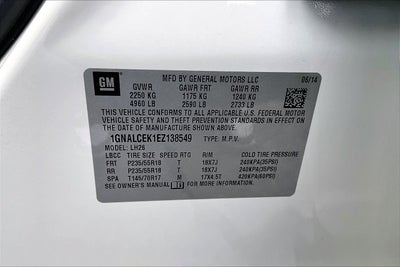 GM
MFD BY GENERAL MOTORS LLC 06/14
GVWR GAWR FRT GAWR RR
2250 KG 1175 KG 1240 KG
4960 LB 2590 LB 2733 LB
THIS VEHICLE CONFORMS TO ALL APPLICABLE U.S. FEDERAL MOTOR
VEHICLE SAFETY AND THEFT PREVENTION STANDARDS IN EFFECT
ON THE DATE OF MANUFACTURE SHOWN ABOVE.
1GNALCEK1EZ138549 TYPE: M.P.V.
MODEL: LH26
LBCC TIRE SIZE SPEED RTG RIM COLD TIRE PRESSURE
FRT P235/55R18 T 18X7J 240KPA(35PSI)
RR P235/55R18 T 18X7J 240KPA(35PSI)
SPA T145/70R17 M 17X4.5T 420KPA(60PSI)
SEE OWNER'S MANUAL FOR MORE INFORMATION.